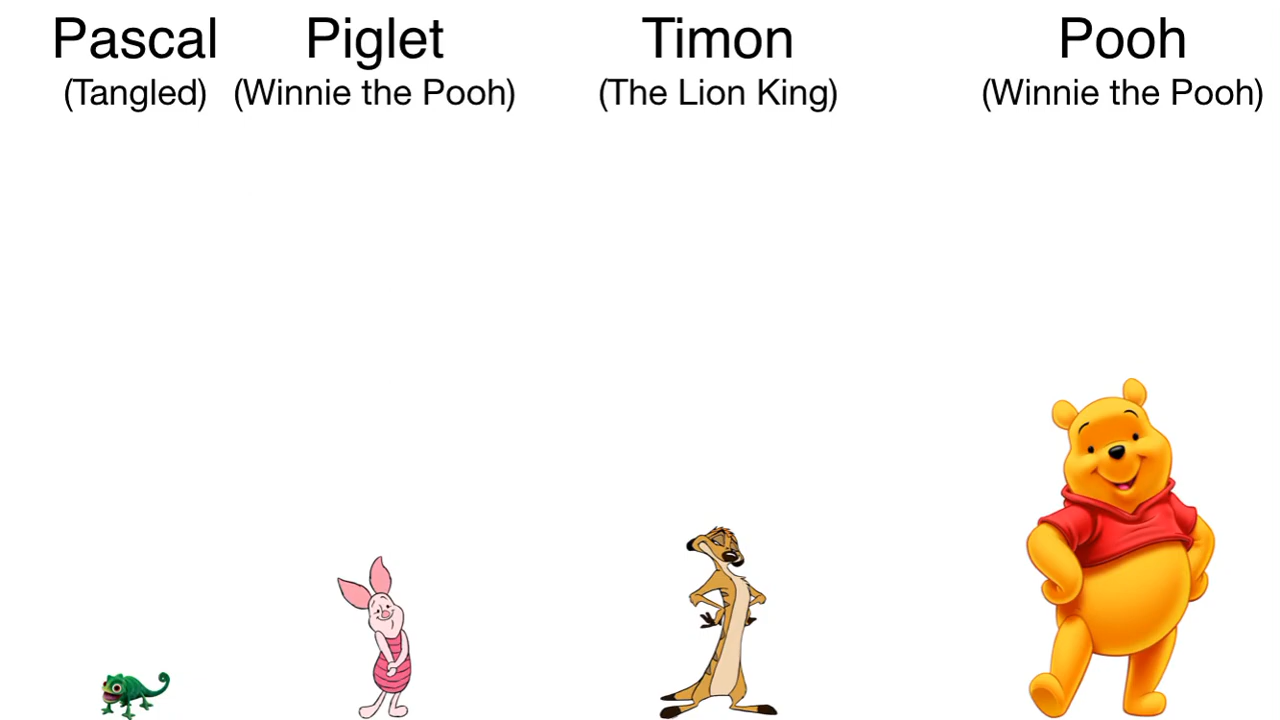 Pascal Piglet Timon Pooh
(Tangled) (Winnie the Pooh) (The Lion King) (Winnie the Pooh)